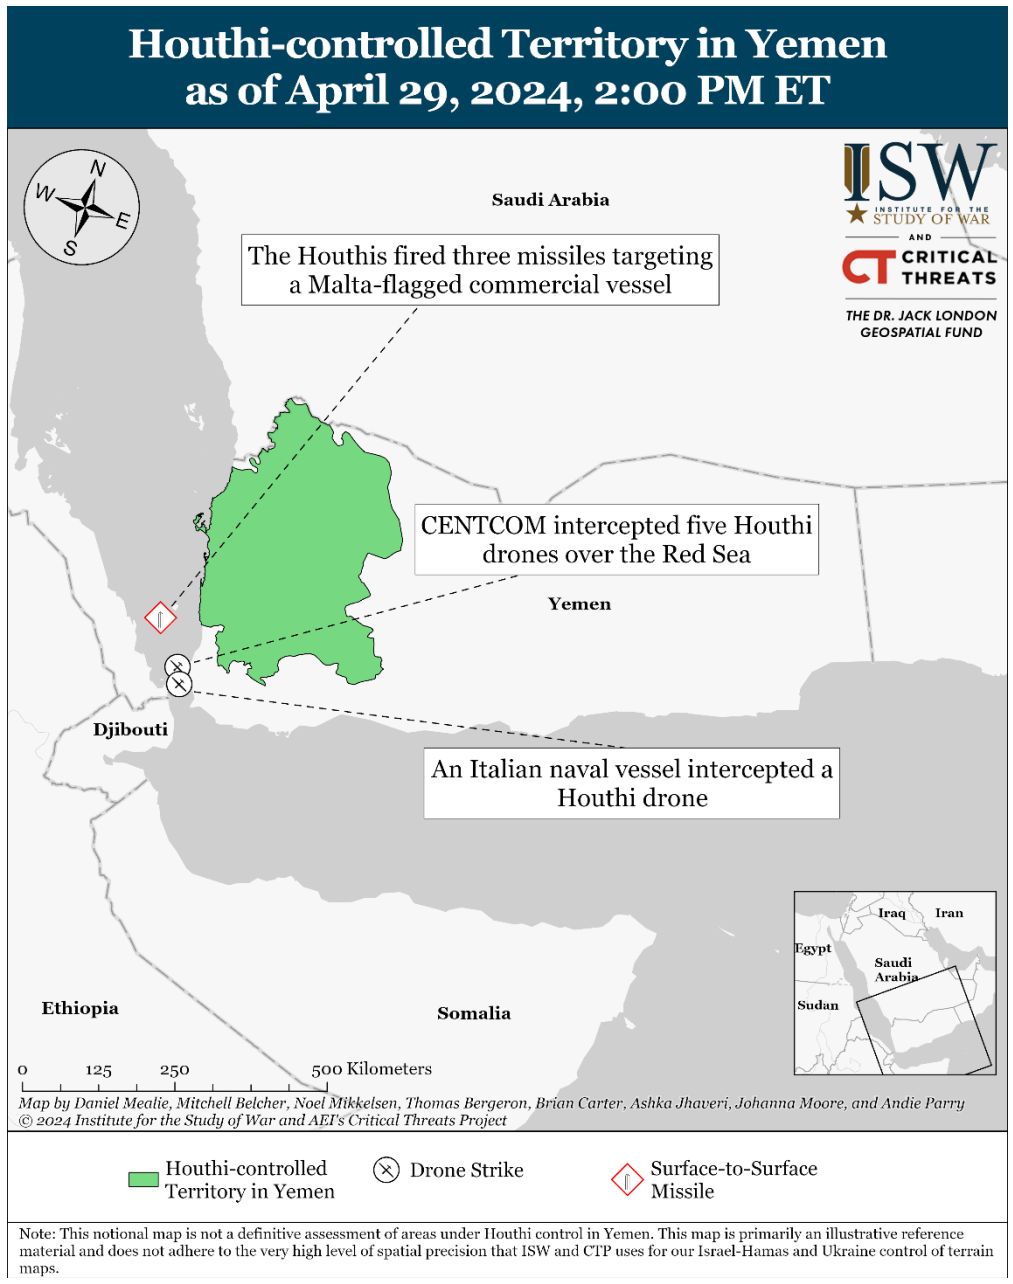 Houthi-controlled Territory in Yemen
as of April 29, 2024, 2:00 PM ET
N
W
E
S
Saudi Arabia
ISW
INSTITUTE FOR THE
STUDY OF WAR
AND
CT CRITICAL
THREATS
THE DR. JACK LONDON
GEOSPATIAL FUND
The Houthis fired three missiles targeting
a Malta-flagged commercial vessel
CENTCOM intercepted five Houthi
drones over the Red Sea
Yemen
Djibouti
An Italian naval vessel intercepted a
Houthi drone
Iraq
Iran
Egypt
Saudi
Arabia
Sudan
Ethiopia
Somalia
0 125 250 500 Kilometers
Map by Daniel Mealie, Mitchell Belcher, Noel Mikkelsen, Thomas Bergeron, Brian Carter, Ashka Jhaveri, Johanna Moore, and Andie Parry
© 2024 Institute for the Study of War and AEI's Critical Threats Project
Houthi-controlled
Territory in Yemen
Drone Strike
Surface-to-Surface
Missile
Note: This notional map is not a definitive assessment of areas under Houthi control in Yemen. This map is primarily an illustrative reference
material and does not adhere to the very high level of spatial precision that ISW and CTP uses for our Israel-Hamas and Ukraine control of terrain
maps.